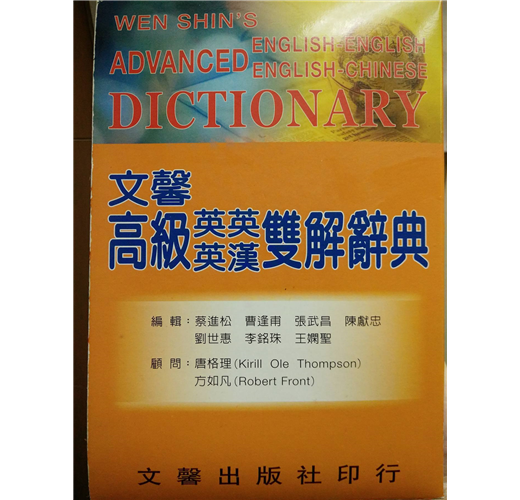 WEN SHIN'S
ADVANCED ENGLISH-ENGLISH
ENGLISH-CHINESE
DICTIONARY
文馨
高級英英
英漢雙解辭典
編輯：蔡進松 曹逢甫 張武昌 陳獻忠
劉世惠 李銘珠 王嫻聖
顧問：唐格理(Kirill Ole Thompson)
方如凡(Robert Front)
文馨出版社印行